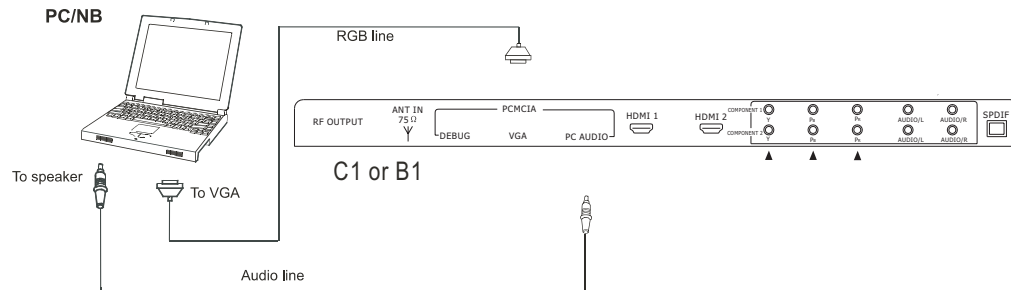 PC/NB
RGB line
RF OUTPUT
ANT IN
75 Ω
PCMCIA
DEBUG
VGA
PC AUDIO
HDMI 1
HDMI 2
COMPONENT 1
Y
PB
PR
AUDIO/L
AUDIO/R
COMPONENT 2
Y
PB
PR
AUDIO/L
AUDIO/R
SPDIF
C1 or B1
To speaker
To VGA
Audio line